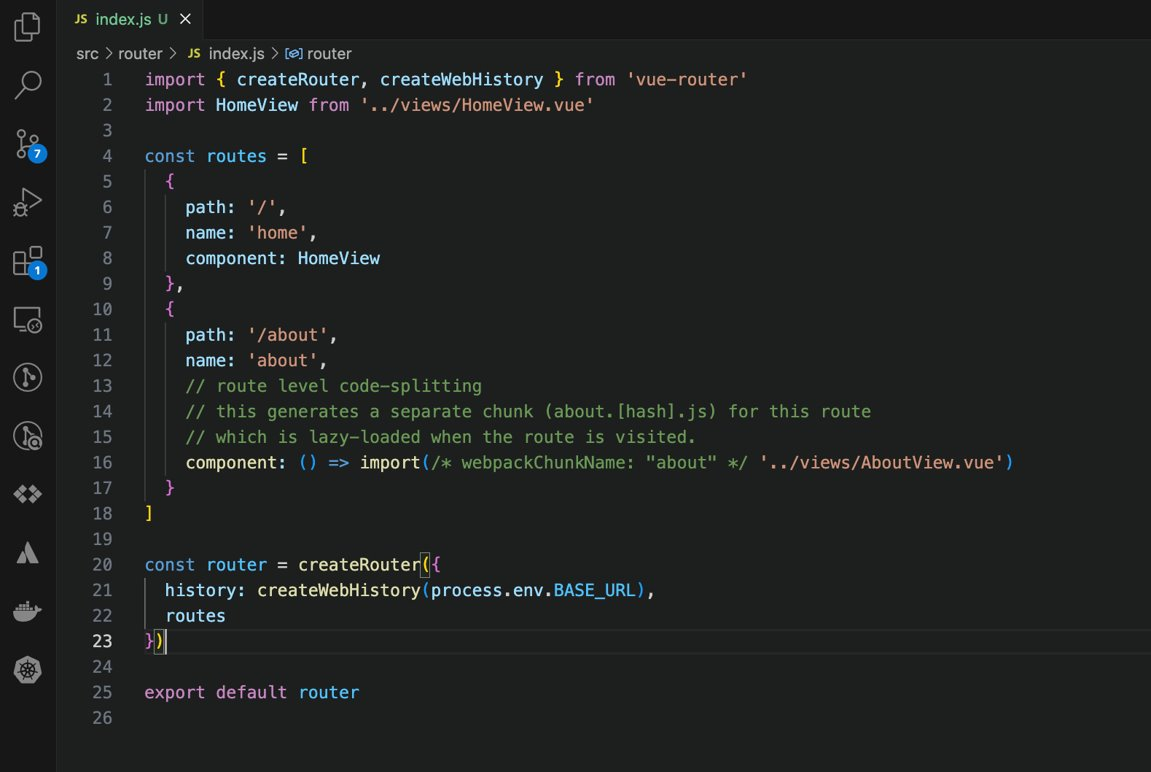 JS index.js U ×
src > router > JS index.js > router
7
1
1 import { createRouter, createWebHistory } from 'vue-router'
2 import HomeView from '../views/HomeView.vue'
3
4 const routes = [
5   {
6     path: '/',
7     name: 'home',
8     component: HomeView
9   },
10   {
11     path: '/about',
12     name: 'about',
13     // route level code-splitting
14     // this generates a separate chunk (about.[hash].js) for this route
15     // which is lazy-loaded when the route is visited.
16     component: () => import(/* webpackChunkName: "about" */ '../views/AboutView.vue')
17   }
18 ]
19
20 const router = createRouter({
21   history: createWebHistory(process.env.BASE_URL),
22   routes
23 })
24
25 export default router
26